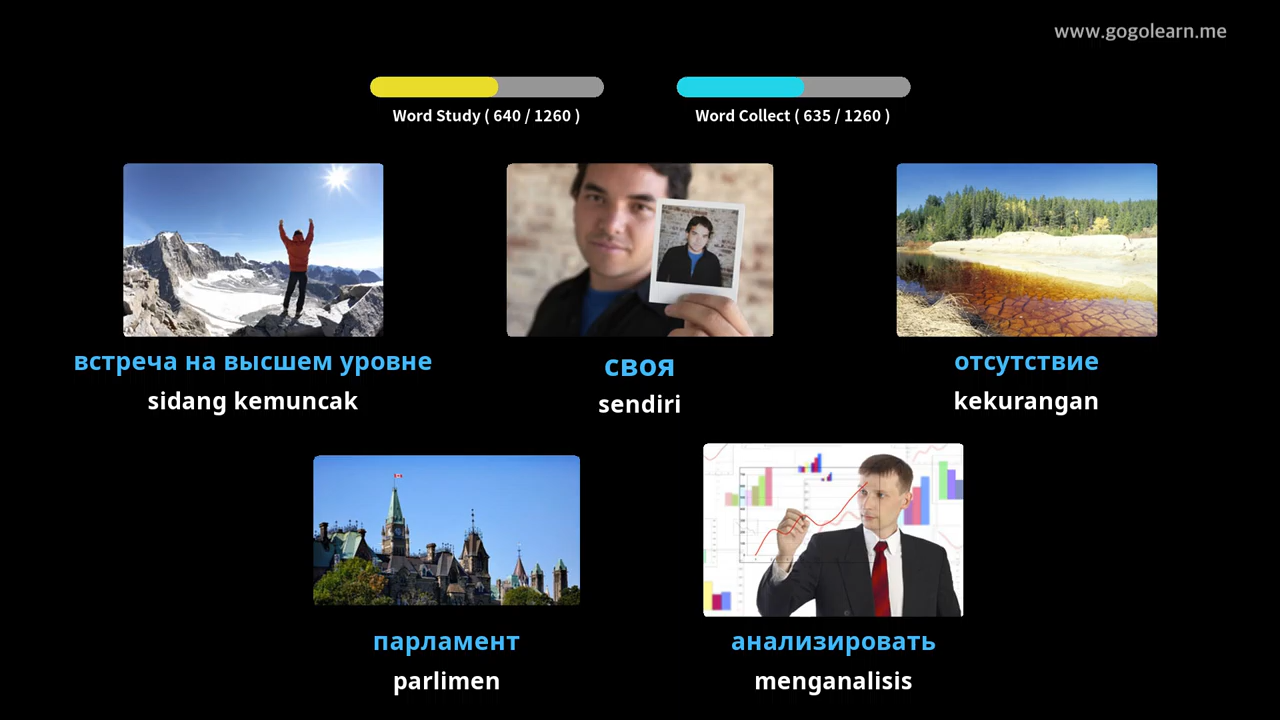 www.gogolearn.me
Word Study ( 640 / 1260 )
Word Collect ( 635 / 1260 )
встреча на высшем уровне
sidang kemuncak
своя
sendiri
отсутствие
kekurangan
парламент
parlimen
анализировать
menganalisis